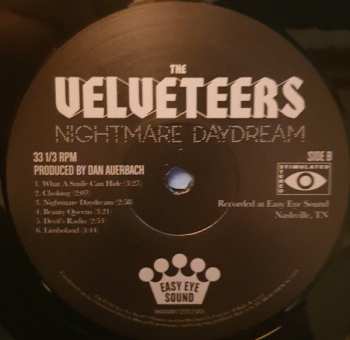 THE
VELVETEERS
NIGHTMARE DAYDREAM
33 1/3 RPM
PRODUCED BY DAN AUERBACH
SIDE B
1. What A Smile Can Hide (3:27)
2. Choking (2:07)
3. Nightmare Daydream (2:58)
4. Beauty Queens (3:21)
5. Devil's Radio (2:54)
6. Limboland (3:44)
STIMULATED
Recorded at Easy Eye Sound
Nashville, TN
EASY EYE
SOUND